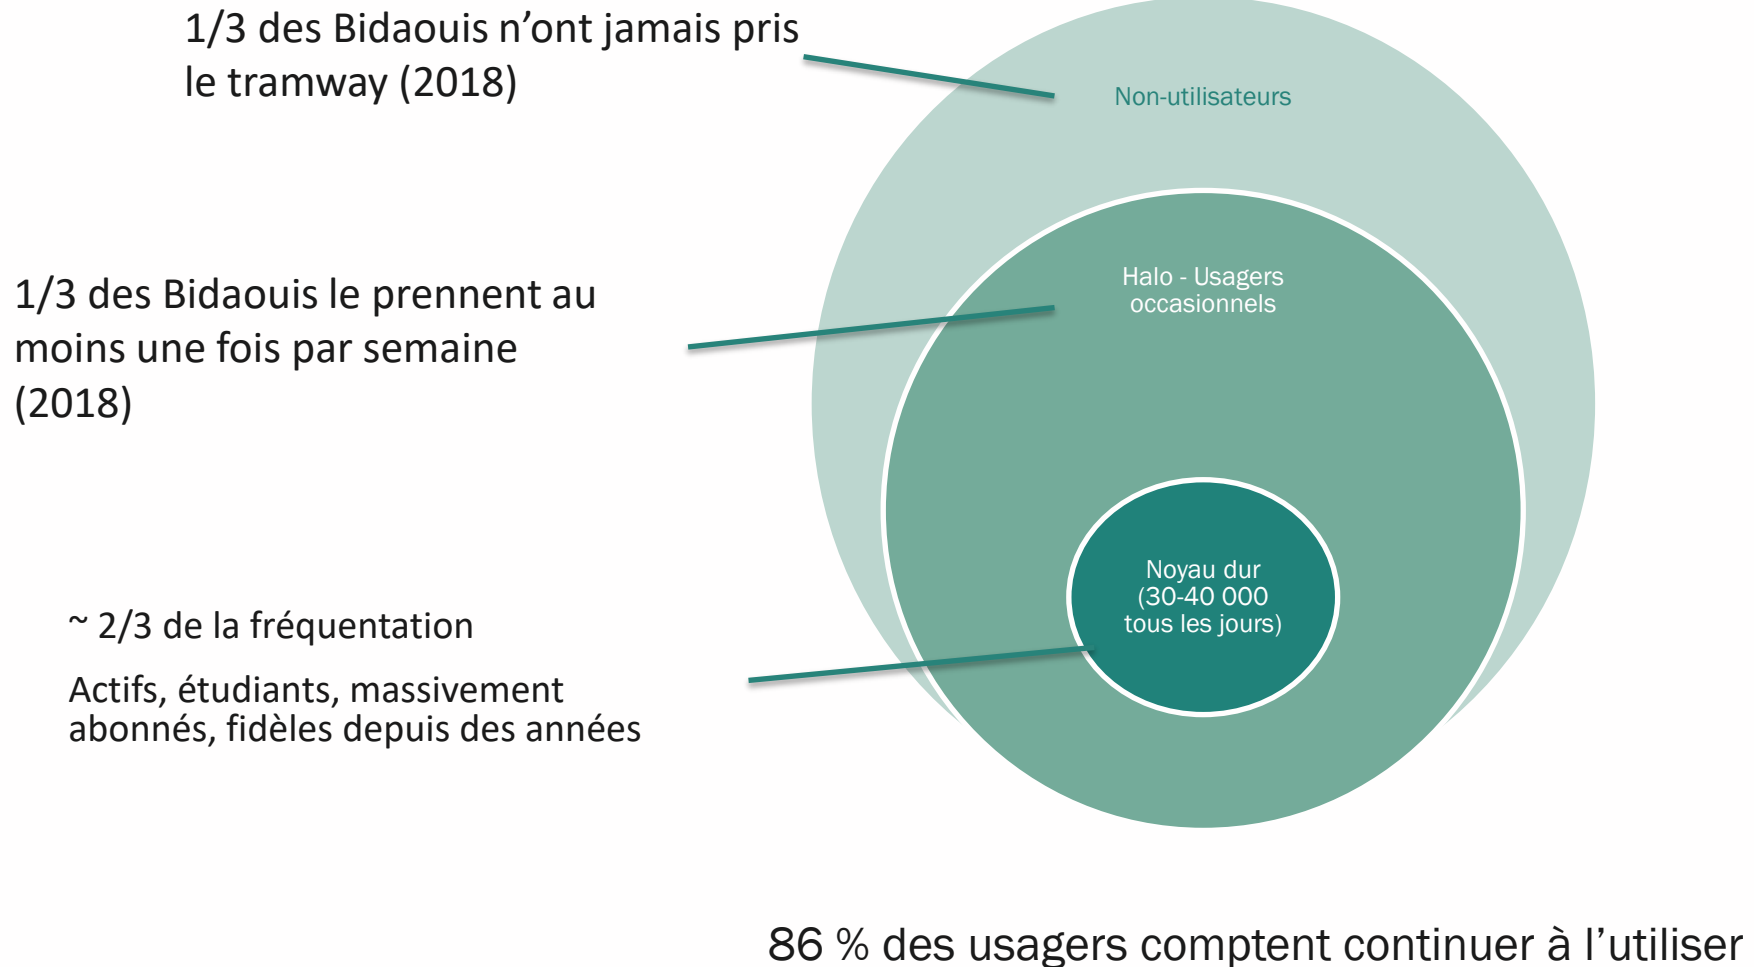 1/3 des Bidaouis n’ont jamais pris
le tramway (2018)
Non-utilisateurs
1/3 des Bidaouis le prennent au
moins une fois par semaine
(2018)
Halo - Usagers
occasionnels
~ 2/3 de la fréquentation
Actifs, étudiants, massivement
abonnés, fidèles depuis des années
Noyau dur
(30-40 000
tous les jours)
86 % des usagers comptent continuer à l’utiliser